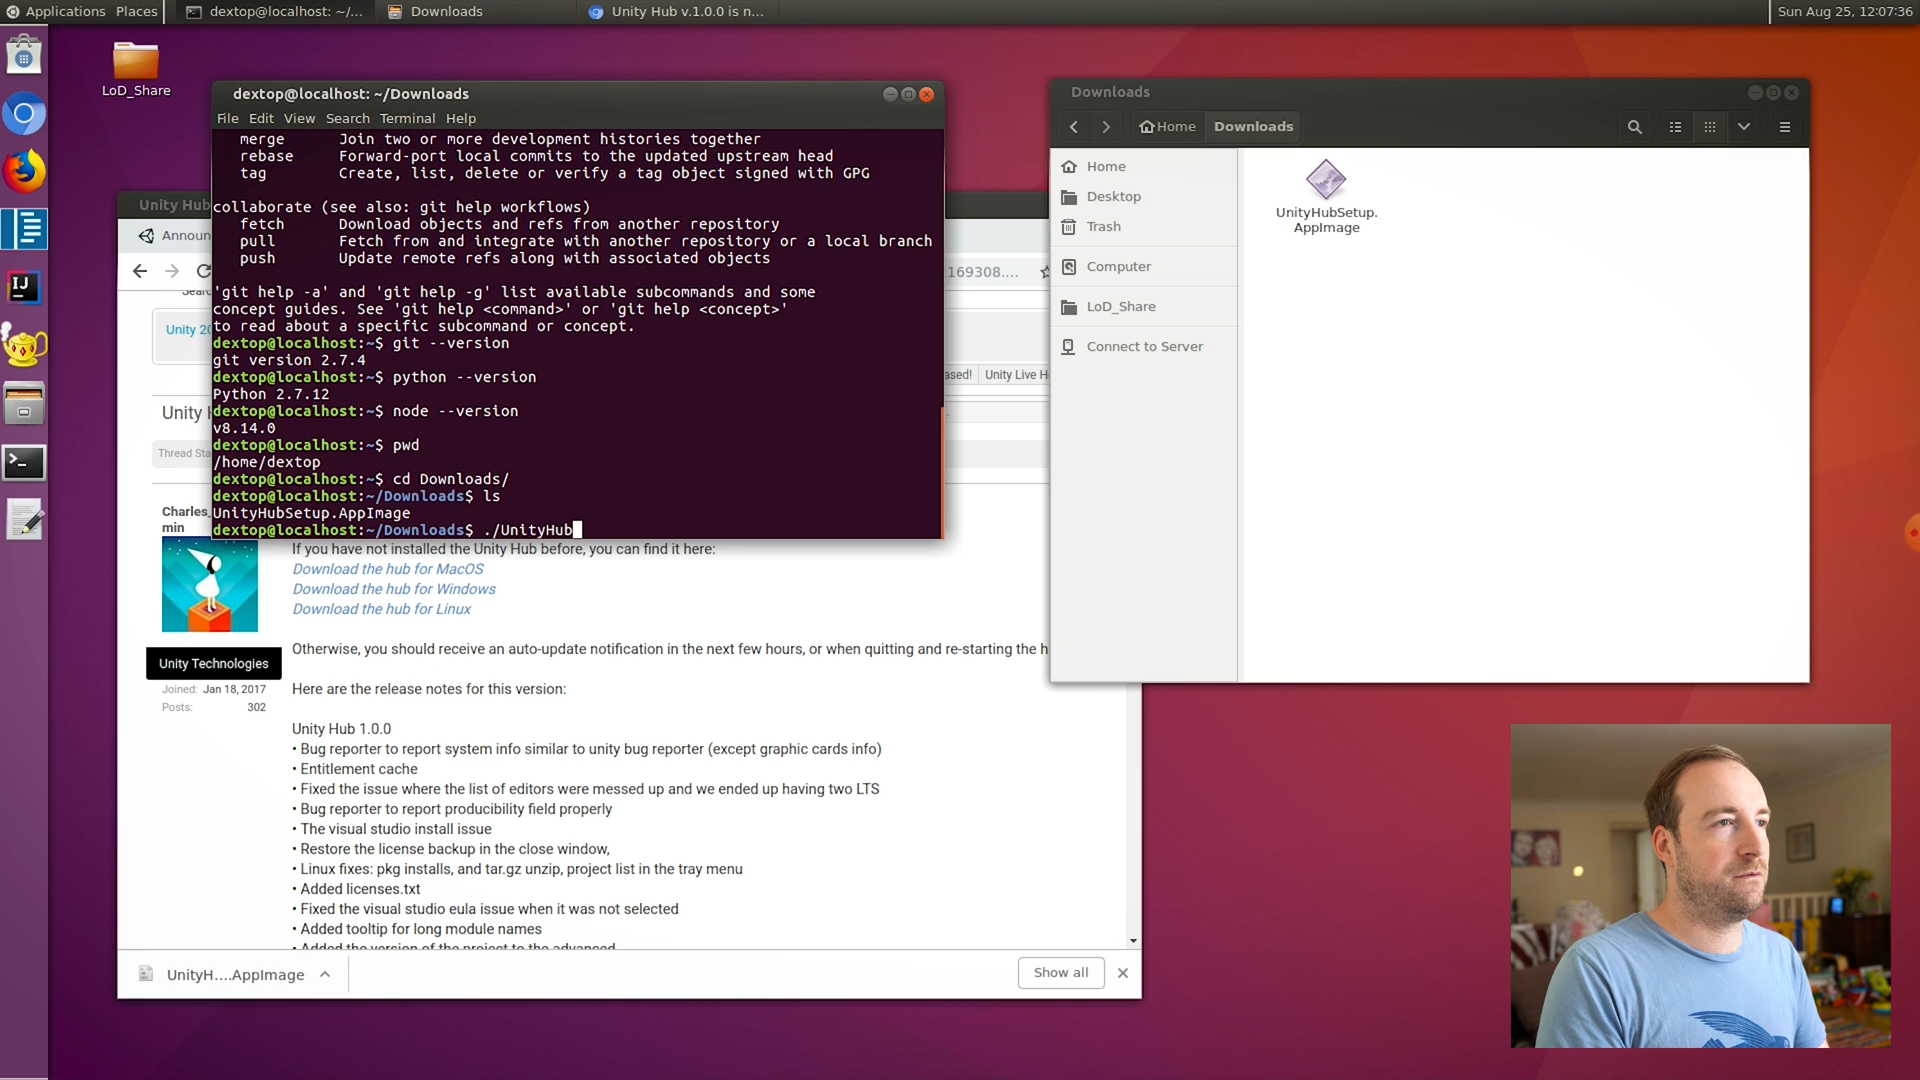 Applications Places
dextop@localhost: ~/...
Downloads
Unity Hub v.1.0.0 is n...
Sun Aug 25, 12:07:36
LoD_Share
dextop@localhost: ~/Downloads
File Edit View Search Terminal Help
merge Join two or more development histories together
rebase Forward-port local commits to the updated upstream head
tag Create, list, delete or verify a tag object signed with GPG
collaborate (see also: git help workflows)
fetch Download objects and refs from another repository
pull Fetch from and integrate with another repository or a local branch
push Update remote refs along with associated objects
'git help -a' and 'git help -g' list available subcommands and some
concept guides. See 'git help <command>' or 'git help <concept>'
to read about a specific subcommand or concept.
dextop@localhost:~$ git --version
git version 2.7.4
dextop@localhost:~$ python --version
Python 2.7.12
dextop@localhost:~$ node --version
v8.14.0
dextop@localhost:~$ pwd
/home/dextop
dextop@localhost:~$ cd Downloads/
dextop@localhost:~/Downloads$ ls
UnityHubSetup.AppImage
dextop@localhost:~/Downloads$ ./UnityHub
Downloads
Home Downloads
Home
Desktop
Trash
Computer
LoD_Share
Connect to Server
UnityHubSetup.
AppImage
IJ
Unity Hub
Announ
169308....
Unity 20
ased! Unity Live H
Unity H
Thread Sta
Charles_
min
Unity Technologies
Joined: Jan 18, 2017
Posts: 302
If you have not installed the Unity Hub before, you can find it here:
Download the hub for MacOS
Download the hub for Windows
Download the hub for Linux
Otherwise, you should receive an auto-update notification in the next few hours, or when quitting and re-starting the h
Here are the release notes for this version:
Unity Hub 1.0.0
• Bug reporter to report system info similar to unity bug reporter (except graphic cards info)
• Entitlement cache
• Fixed the issue where the list of editors were messed up and we ended up having two LTS
• Bug reporter to report producibility field properly
• The visual studio install issue
• Restore the license backup in the close window,
• Linux fixes: pkg installs, and tar.gz unzip, project list in the tray menu
• Added licenses.txt
• Fixed the visual studio eula issue when it was not selected
• Added tooltip for long module names
• Added the version of the project to the advanced
UnityH....AppImage
Show all